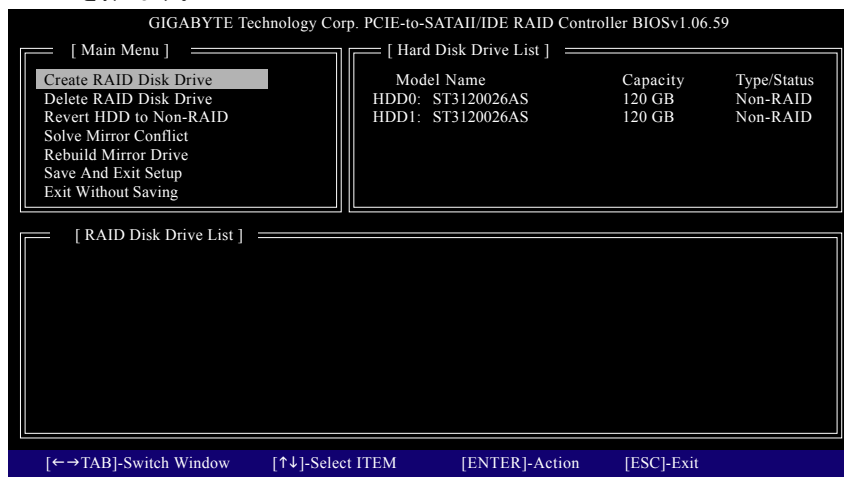 GIGABYTE Technology Corp. PCIE-to-SATAII/IDE RAID Controller BIOSv1.06.59
[ Main Menu ]
Create RAID Disk Drive
Delete RAID Disk Drive
Revert HDD to Non-RAID
Solve Mirror Conflict
Rebuild Mirror Drive
Save And Exit Setup
Exit Without Saving
[ Hard Disk Drive List ]
Model Name Capacity Type/Status
HDD0: ST3120026AS 120 GB Non-RAID
HDD1: ST3120026AS 120 GB Non-RAID
[ RAID Disk Drive List ]
[←→TAB]-Switch Window [↑↓]-Select ITEM [ENTER]-Action [ESC]-Exit